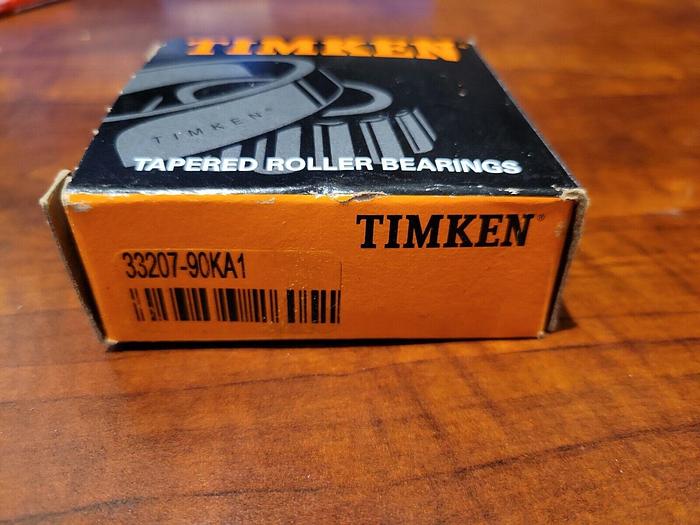 TIMKEN
TIMKEN®
TAPERED ROLLER BEARINGS
TIMKEN®
33207-90KA1